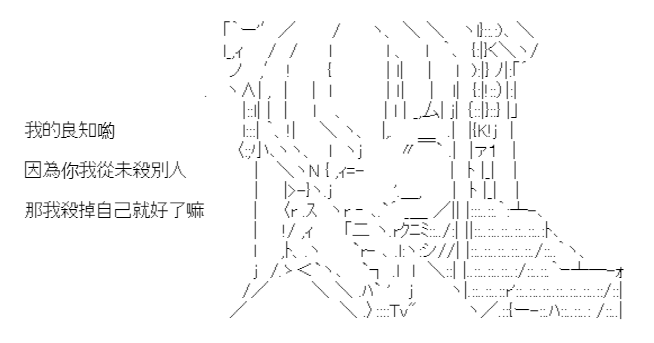 我的良知喲
因為你我從未殺別人
那我殺掉自己就好了嘛